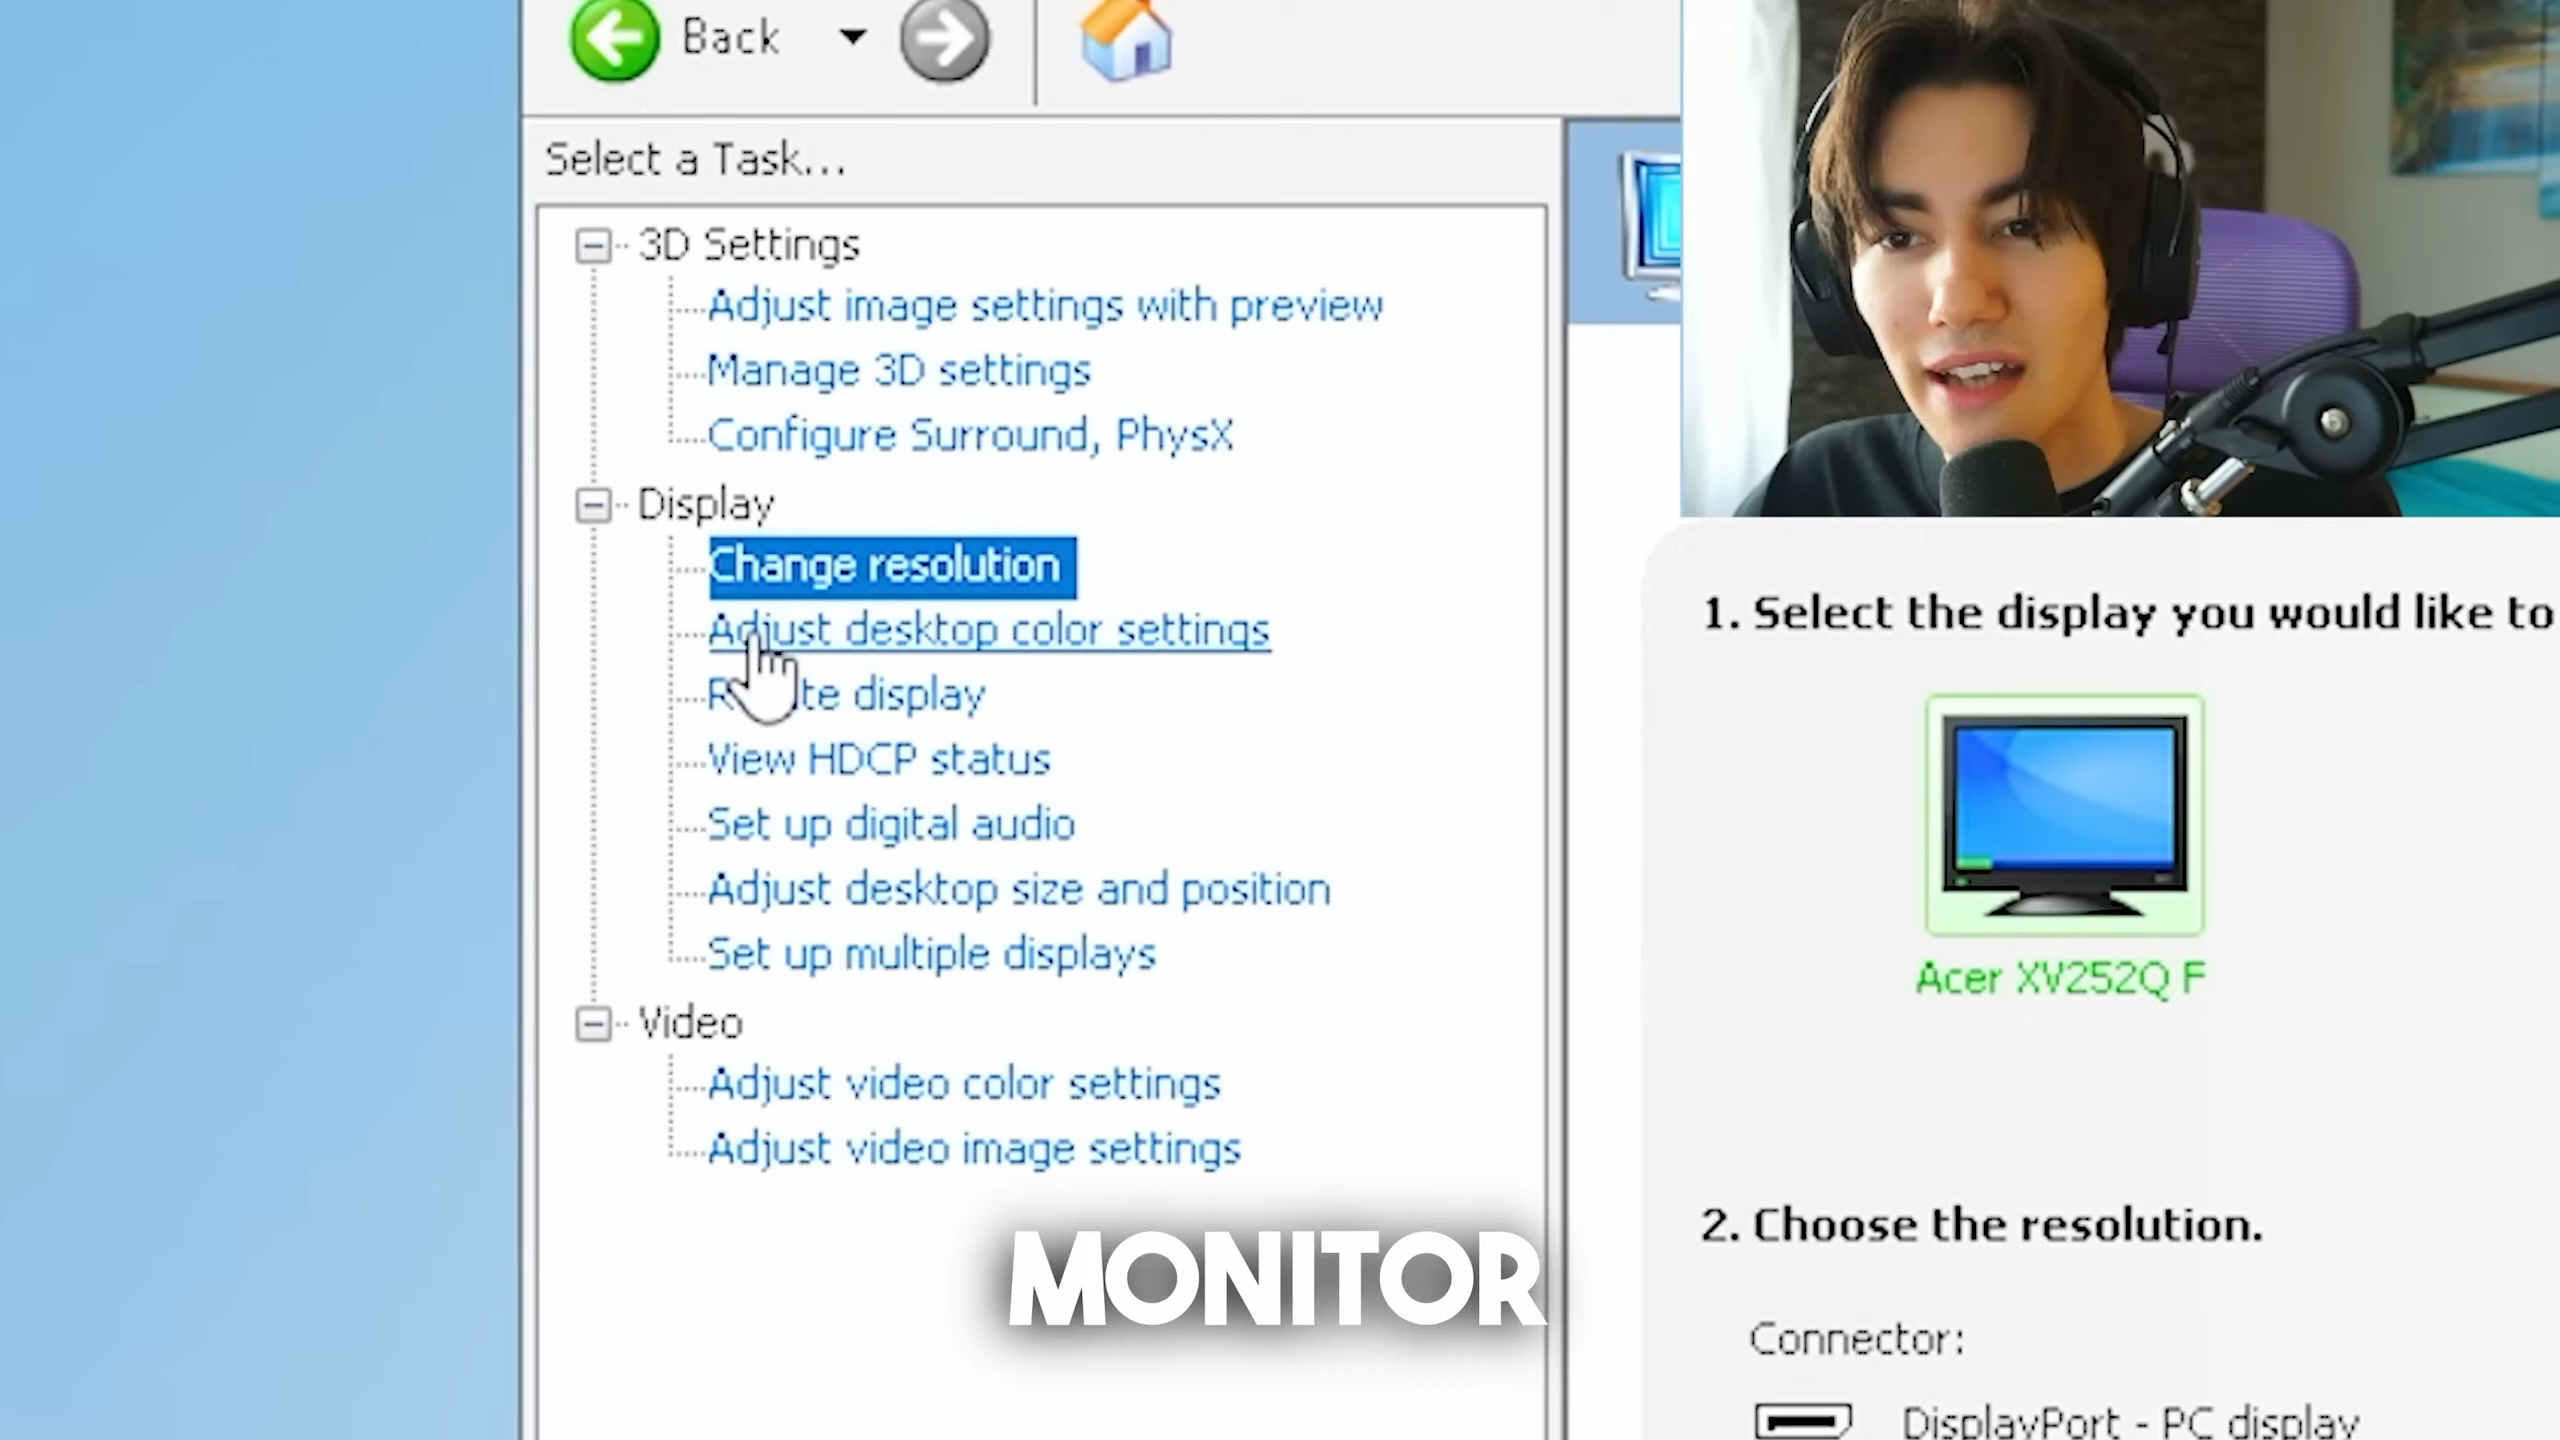 Back
Select a Task...
3D Settings
Adjust image settings with preview
Manage 3D settings
Configure Surround, PhysX
Display
Change resolution
Adjust desktop color settings
display
View HDCP status
Set up digital audio
Adjust desktop size and position
Set up multiple displays
Video
Adjust video color settings
Adjust video image settings
1. Select the display you would like to
Acer XV252Q F
2. Choose the resolution.
Connector:
DisplayPort - PC display
MONITOR